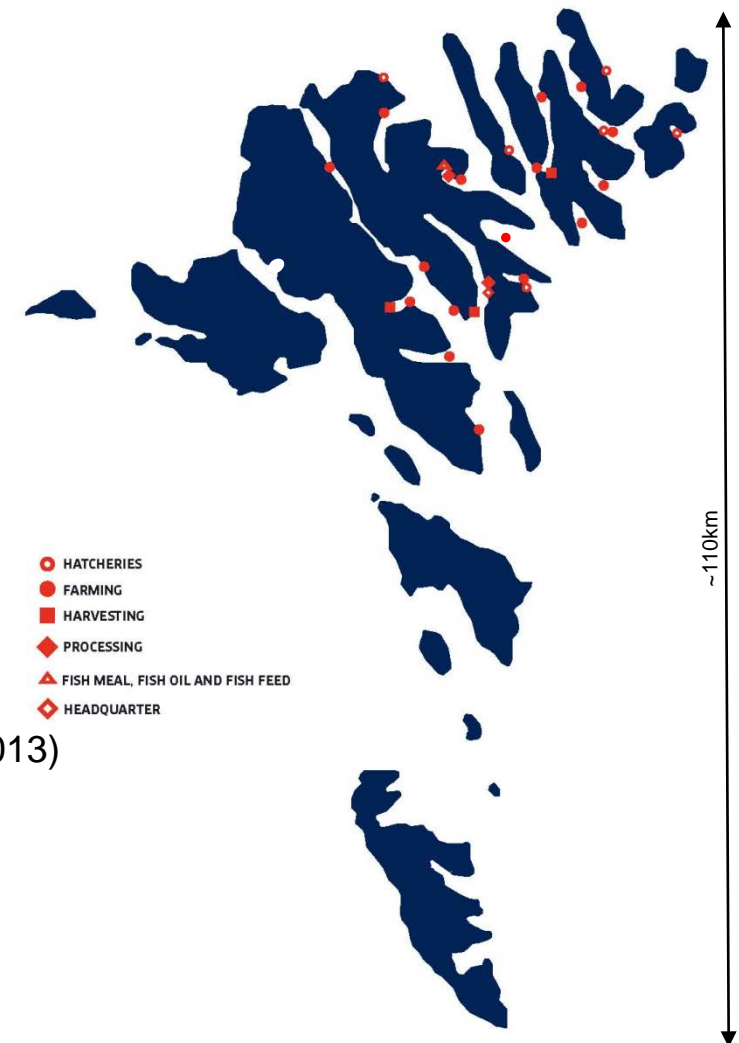 HATCHERIES
FARMING
HARVESTING
PROCESSING
FISH MEAL, FISH OIL AND FISH FEED
HEADQUARTER
013)
~110km